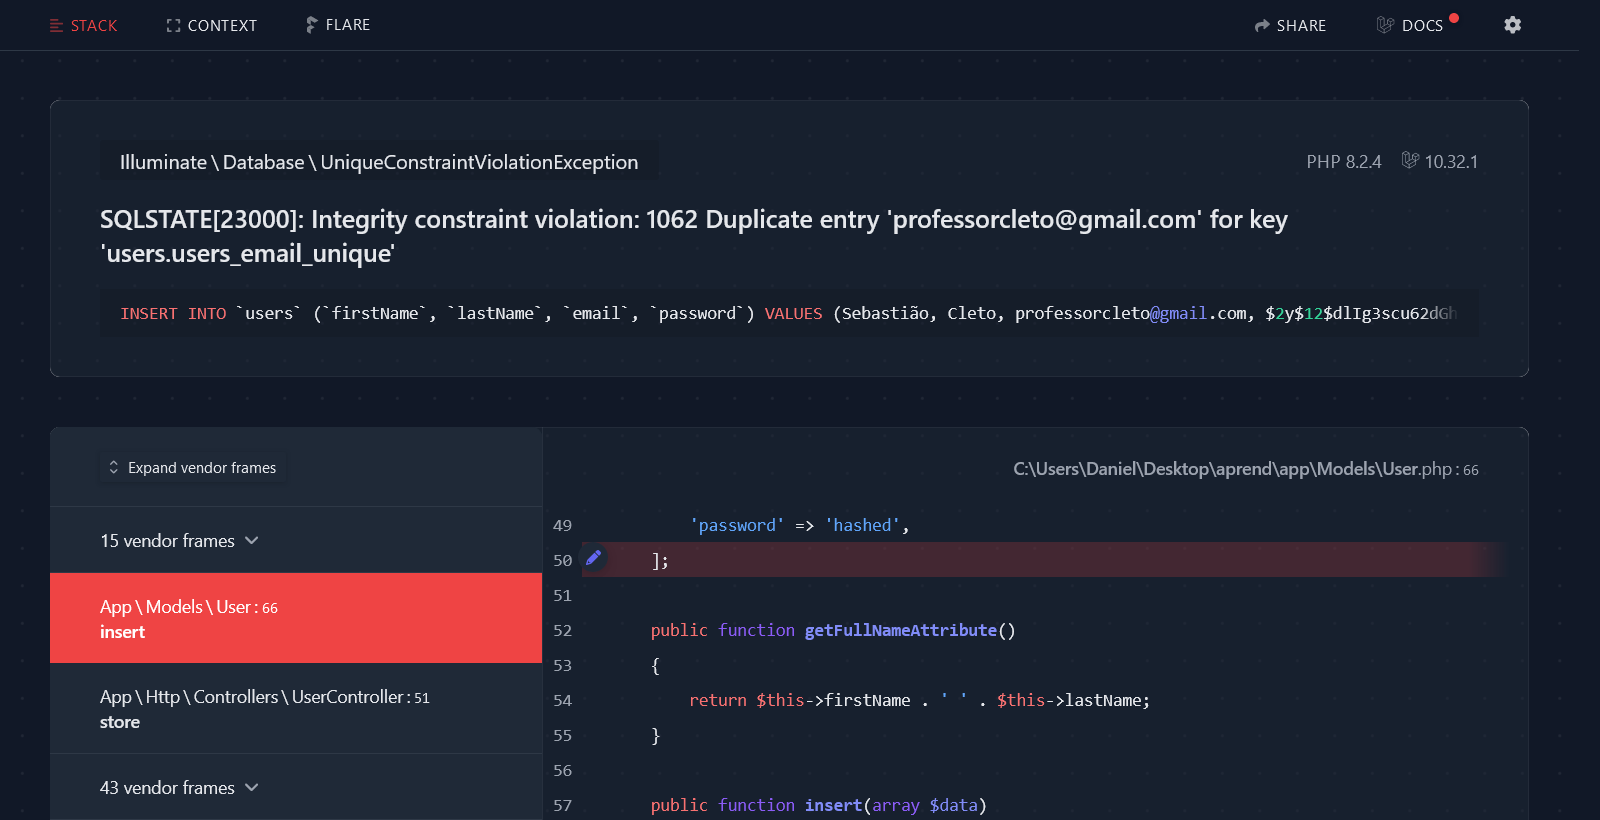 STACK CONTEXT FLARE SHARE DOCS
Illuminate\Database\UniqueConstraintViolationException PHP 8.2.4 10.32.1
SQLSTATE[23000]: Integrity constraint violation: 1062 Duplicate entry 'professorcleto@gmail.com' for key
'users.users_email_unique'
INSERT INTO `users` (`firstName`, `lastName`, `email`, `password`) VALUES (Sebastião, Cleto, professorcleto@gmail.com, $2y$12$dlIg3scu62dGh
Expand vendor frames
15 vendor frames
App\Models\User:66
insert
App\Http\Controllers\UserController:51
store
43 vendor frames
C:\Users\Daniel\Desktop\aprend\app\Models\User.php:66
49 'password' => 'hashed',
50 ];
51
52 public function getFullNameAttribute()
53 {
54 return $this->firstName . ' ' . $this->lastName;
55 }
56
57 public function insert(array $data)